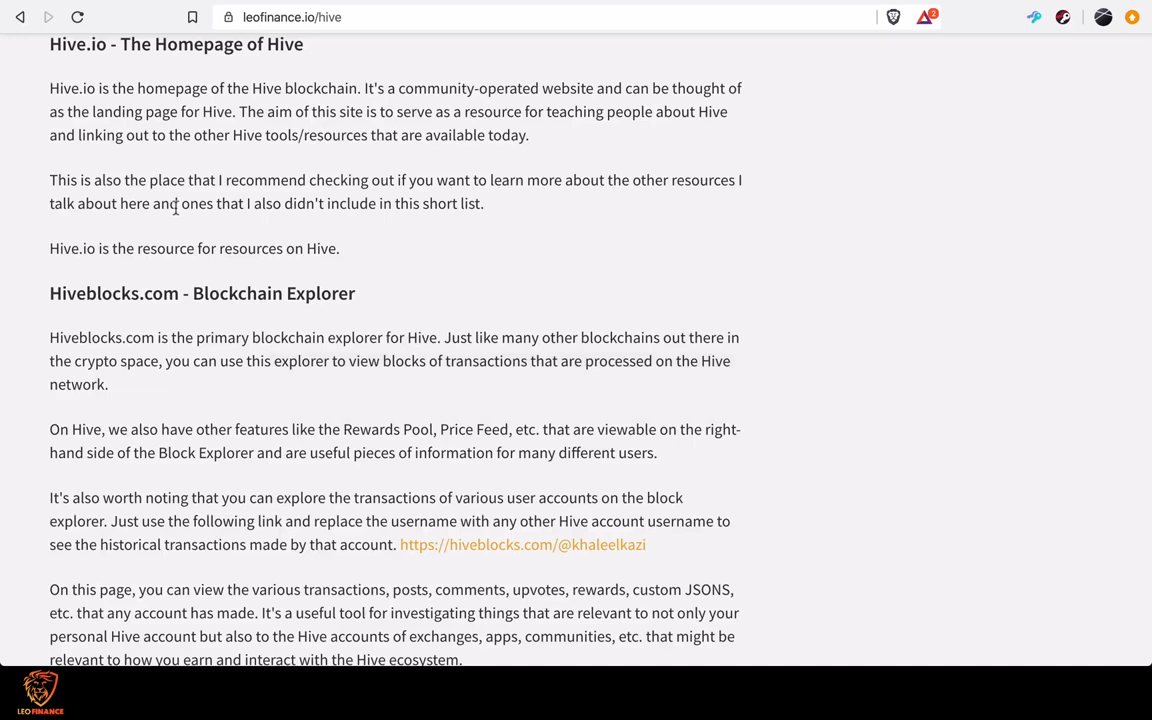 leofinance.io/hive
2
Hive.io - The Homepage of Hive
Hive.io is the homepage of the Hive blockchain. It's a community-operated website and can be thought of
as the landing page for Hive. The aim of this site is to serve as a resource for teaching people about Hive
and linking out to the other Hive tools/resources that are available today.
This is also the place that I recommend checking out if you want to learn more about the other resources I
talk about here and ones that I also didn't include in this short list.
Hive.io is the resource for resources on Hive.
Hiveblocks.com - Blockchain Explorer
Hiveblocks.com is the primary blockchain explorer for Hive. Just like many other blockchains out there in
the crypto space, you can use this explorer to view blocks of transactions that are processed on the Hive
network.
On Hive, we also have other features like the Rewards Pool, Price Feed, etc. that are viewable on the right-
hand side of the Block Explorer and are useful pieces of information for many different users.
It's also worth noting that you can explore the transactions of various user accounts on the block
explorer. Just use the following link and replace the username with any other Hive account username to
see the historical transactions made by that account. https://hiveblocks.com/@khaleelkazi
On this page, you can view the various transactions, posts, comments, upvotes, rewards, custom JSONS,
etc. that any account has made. It's a useful tool for investigating things that are relevant to not only your
personal Hive account but also to the Hive accounts of exchanges, apps, communities, etc. that might be
relevant to how you earn and interact with the Hive ecosystem.
LEOFINANCE